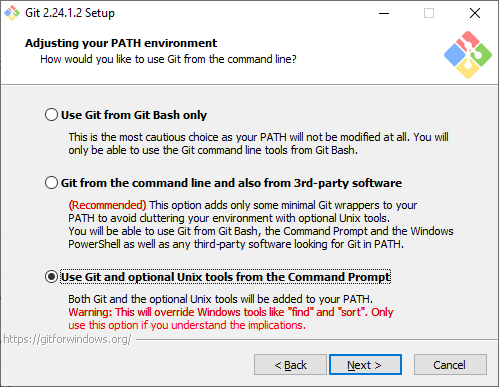 Git 2.24.1.2 Setup
Adjusting your PATH environment
How would you like to use Git from the command line?
Use Git from Git Bash only
This is the most cautious choice as your PATH will not be modified at all. You will
only be able to use the Git command line tools from Git Bash.
Git from the command line and also from 3rd-party software
(Recommended) This option adds only some minimal Git wrappers to your
PATH to avoid cluttering your environment with optional Unix tools.
You will be able to use Git from Git Bash, the Command Prompt and the Windows
PowerShell as well as any third-party software looking for Git in PATH.
Use Git and optional Unix tools from the Command Prompt
Both Git and the optional Unix tools will be added to your PATH.
Warning: This will override Windows tools like "find" and "sort". Only
use this option if you understand the implications.
https://gitforwindows.org/
< Back
Next >
Cancel